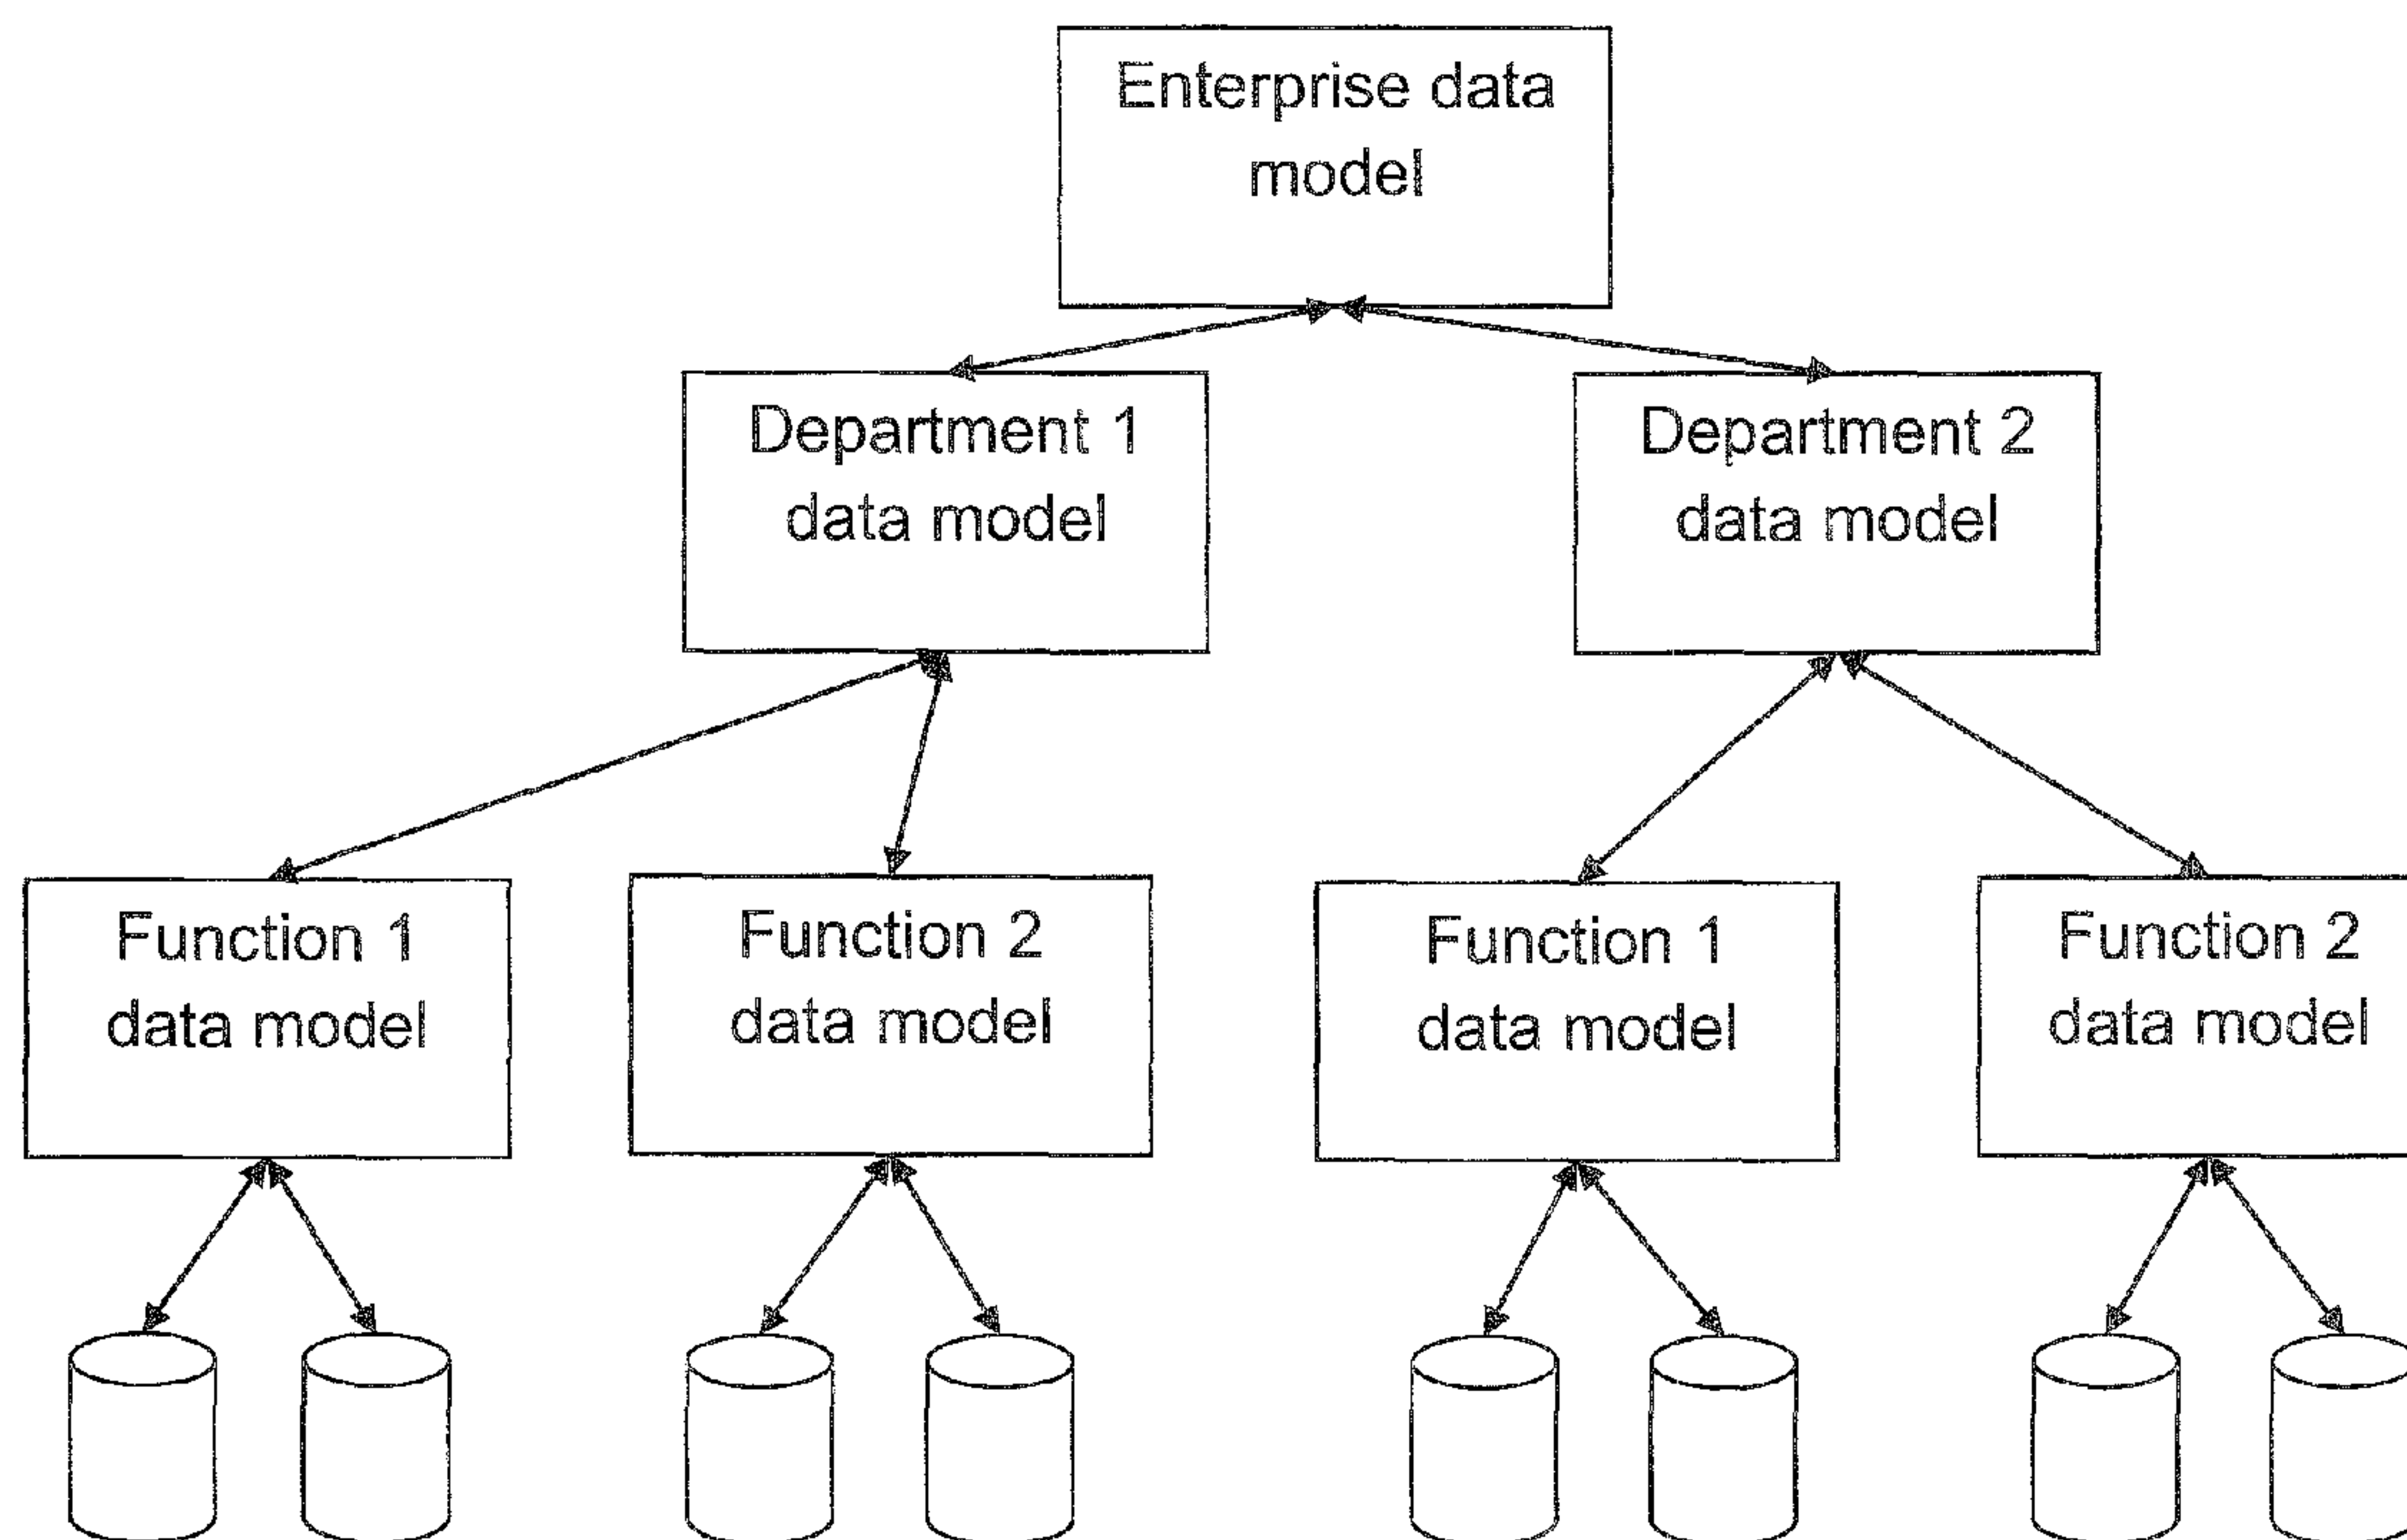 Enterprise data
model
Department 1
data model
Department 2
data model
Function 1
data model
Function 2
data model
Function 1
data model
Function 2
data model